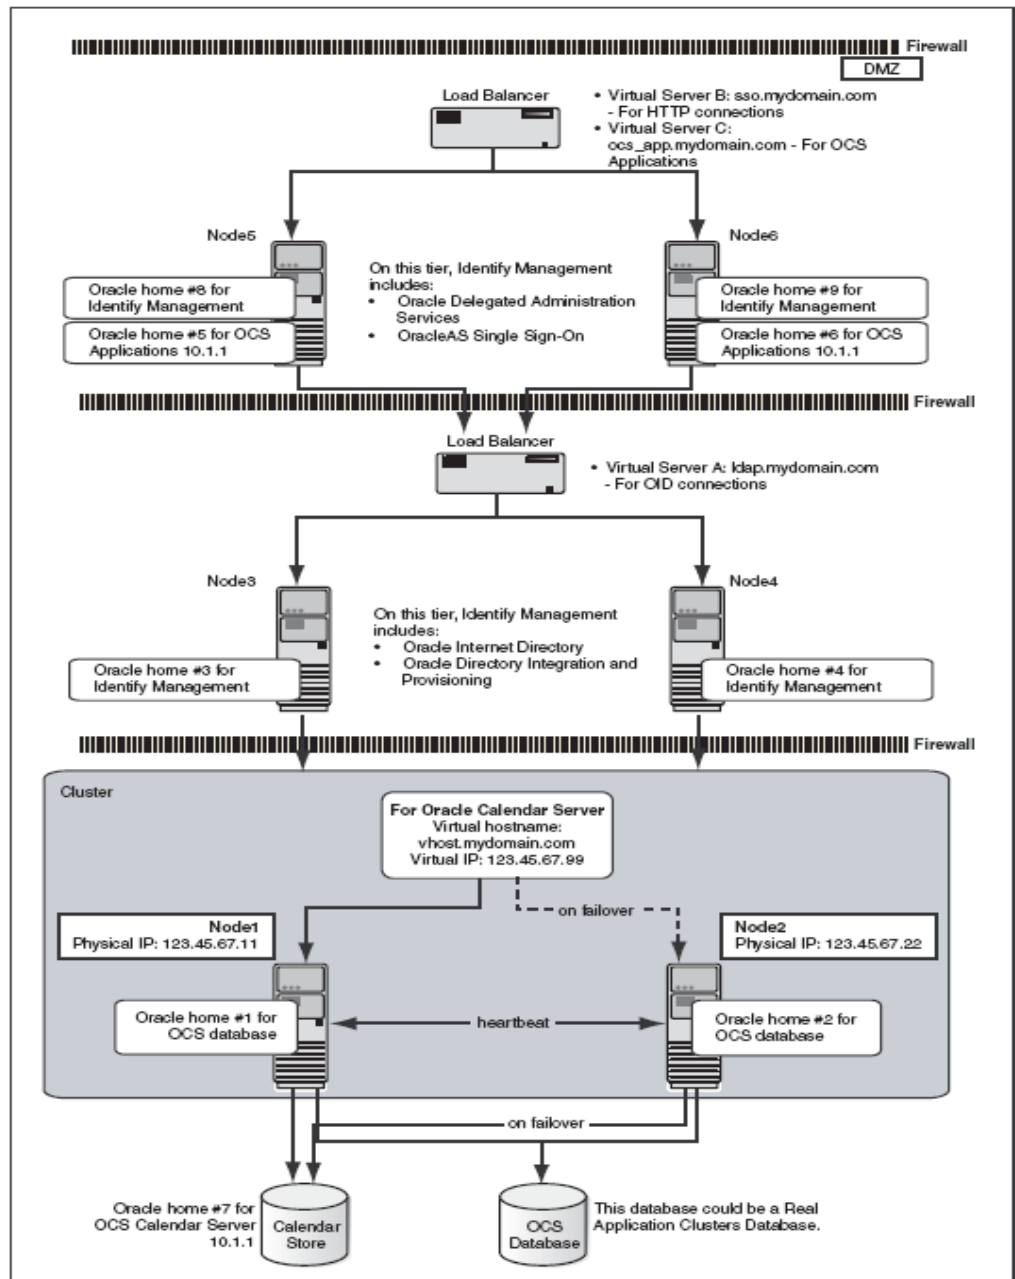 Firewall
DMZ
Load Balancer
• Virtual Server B: sso.mydomain.com
- For HTTP connections
• Virtual Server C:
ocs_app.mydomain.com - For OCS
Applications
Node5
Node6
On this tier, Identify Management
includes:
• Oracle Delegated Administration
Services
• OracleAS Single Sign-On
Oracle home #8 for
Identify Management
Oracle home #5 for OCS
Applications 10.1.1
Oracle home #9 for
Identify Management
Oracle home #6 for OCS
Applications 10.1.1
Firewall
Load Balancer
• Virtual Server A: ldap.mydomain.com
- For OID connections
Node3
Node4
On this tier, Identify Management
includes:
• Oracle Internet Directory
• Oracle Directory Integration and
Provisioning
Oracle home #3 for
Identify Management
Oracle home #4 for
Identify Management
Firewall
Cluster
For Oracle Calendar Server
Virtual hostname:
vhost.mydomain.com
Virtual IP: 123.45.67.99
on failover
Node1
Physical IP: 123.45.67.11
Node2
Physical IP: 123.45.67.22
Oracle home #1 for
OCS database
heartbeat
Oracle home #2 for
OCS database
on failover
Oracle home #7 for
OCS Calendar Server
10.1.1
Calendar
Store
OCS
Database
This database could be a Real
Application Clusters Database.